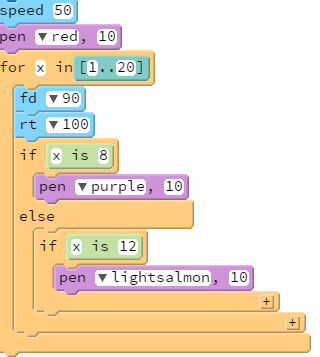 speed 50
pen ▼red, 10
for x in [1..20]
fd ▼90
rt ▼100
if x is 8
pen ▼purple, 10
else
if x is 12
pen ▼lightsalmon, 10
+
+